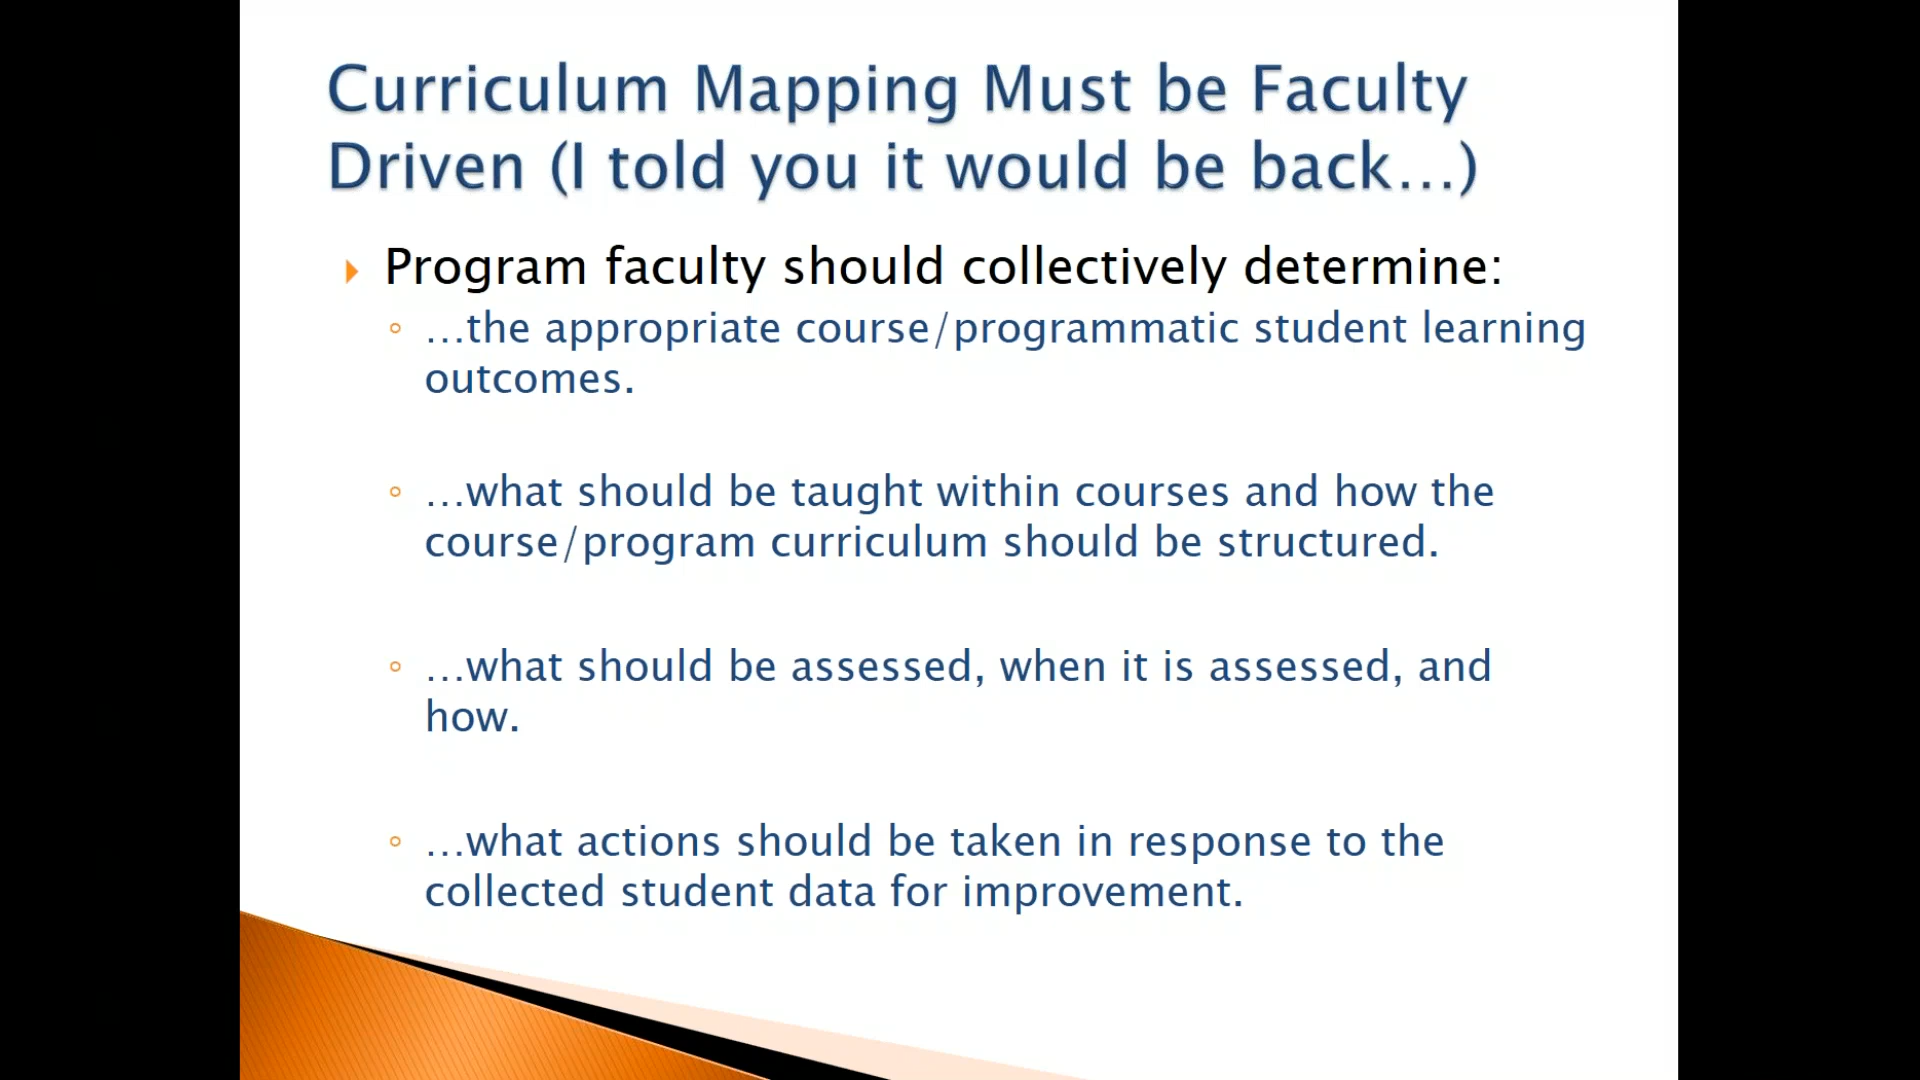 Curriculum Mapping Must be Faculty
Driven (I told you it would be back...)
Program faculty should collectively determine:
...the appropriate course/programmatic student learning
outcomes.
...what should be taught within courses and how the
course/program curriculum should be structured.
...what should be assessed, when it is assessed, and
how.
...what actions should be taken in response to the
collected student data for improvement.